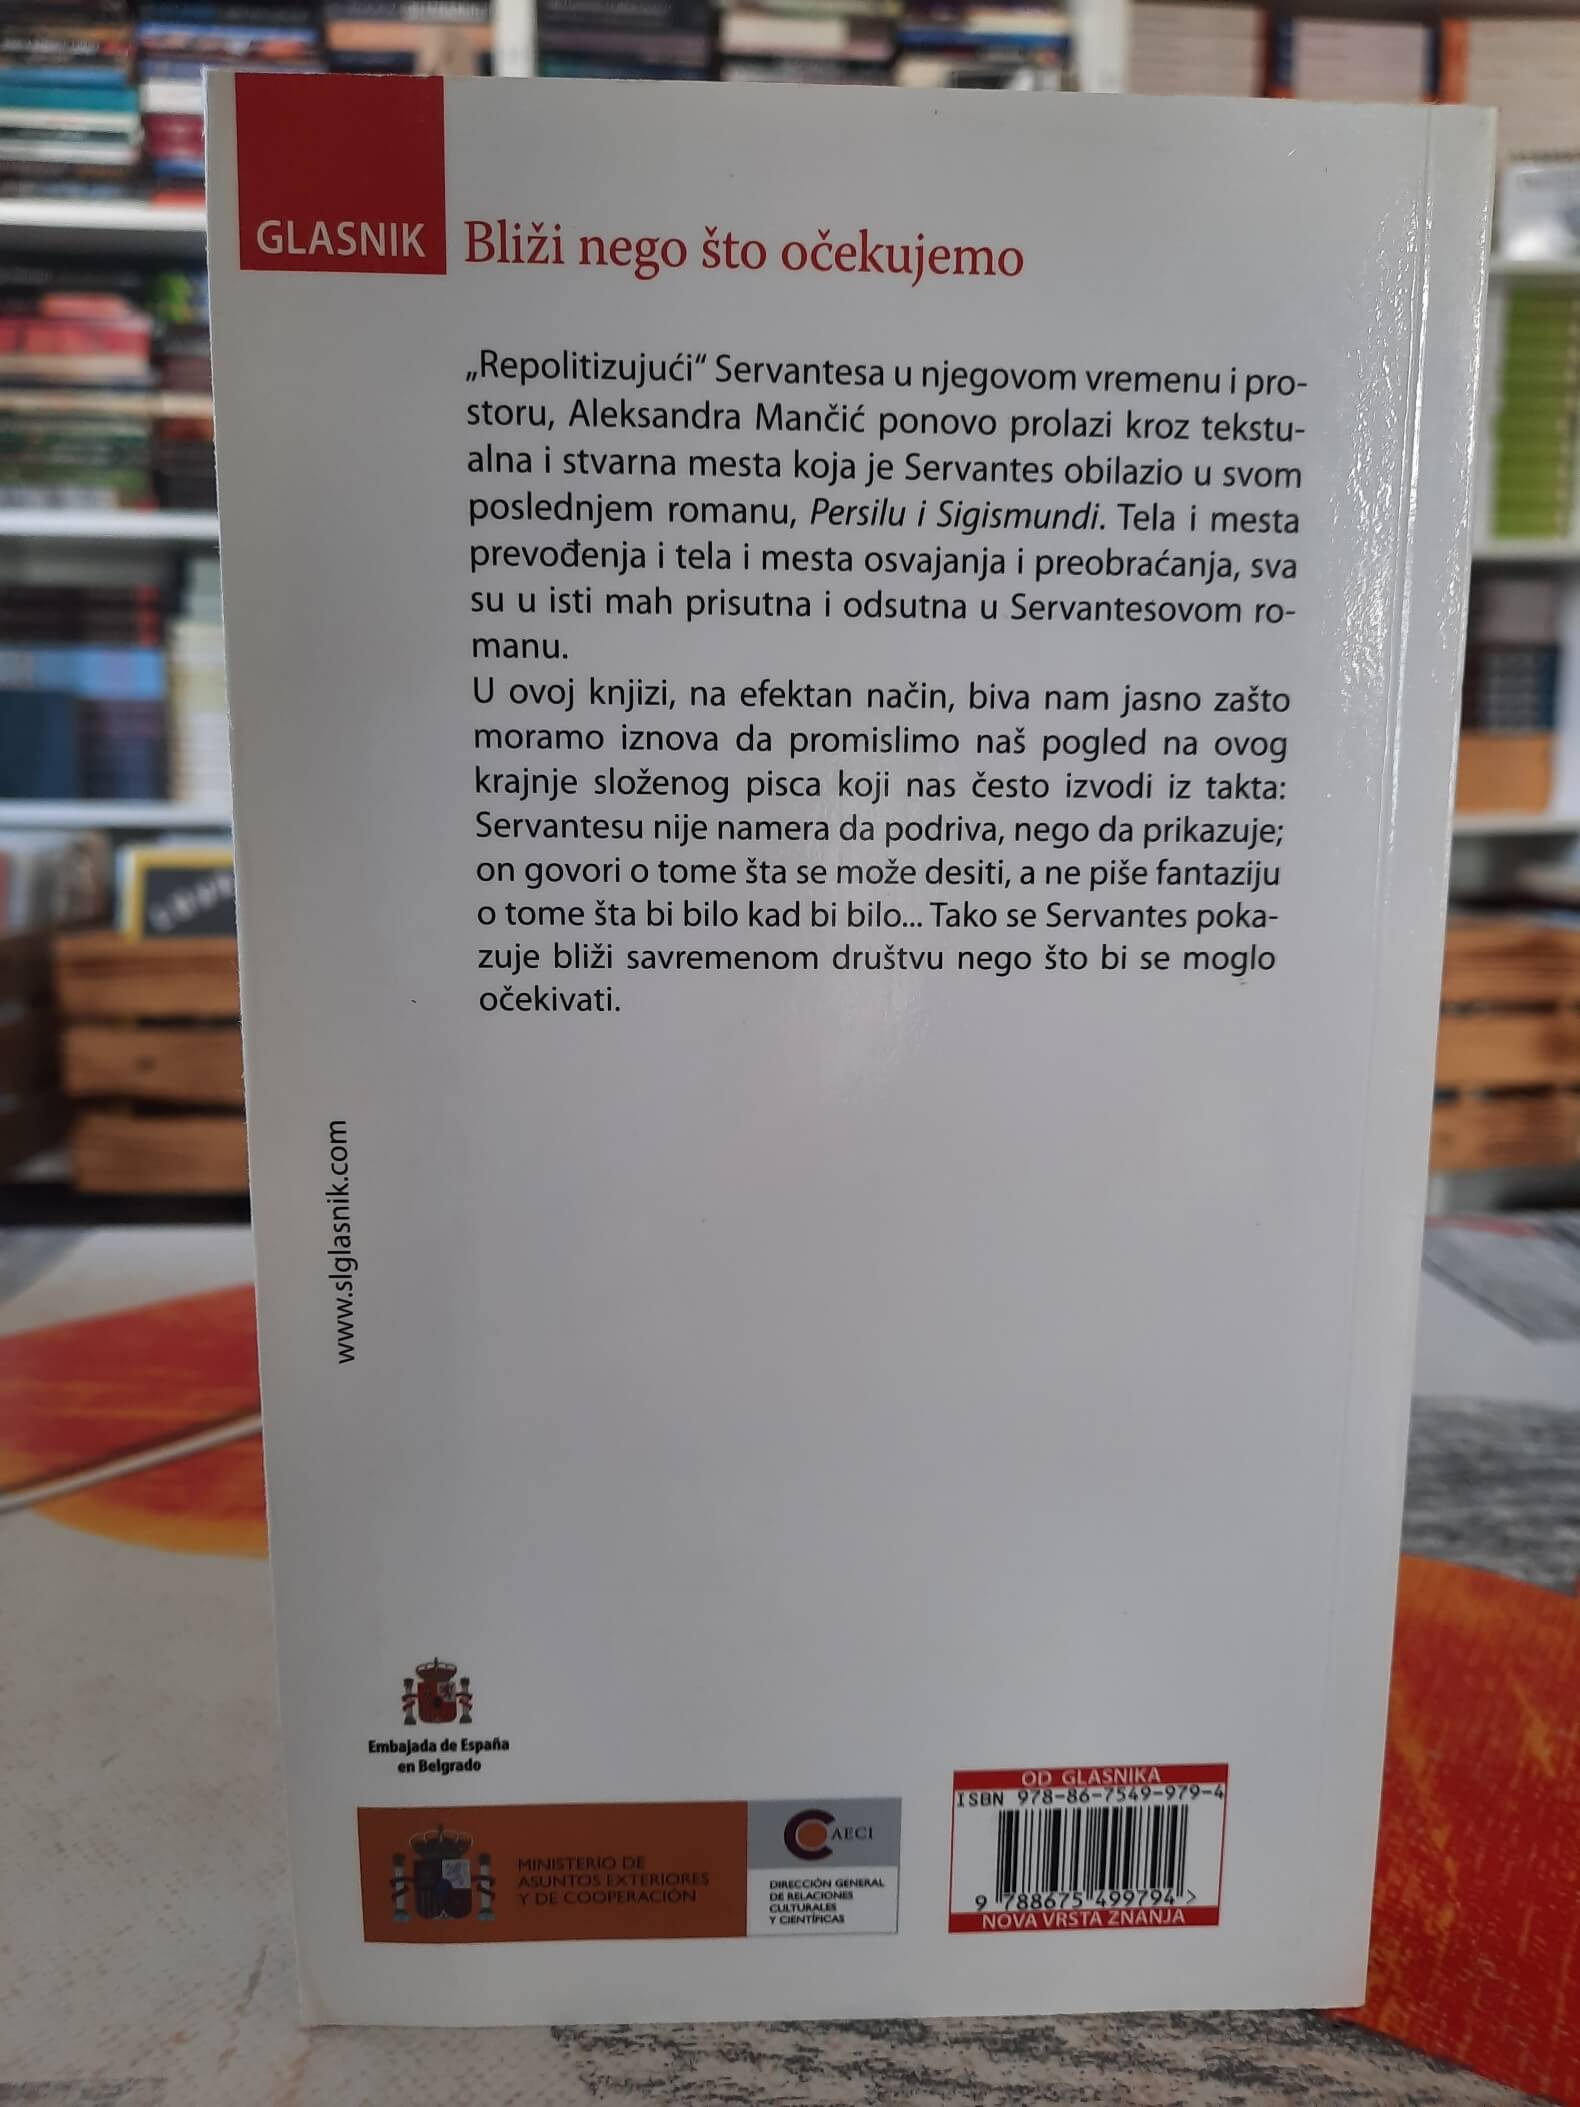 GLASNIK
Bliži nego što očekujemo
„Repolitizujući“ Servantesa u njegovom vremenu i pro-
storu, Aleksandra Mančić ponovo prolazi kroz tekstu-
alna i stvarna mesta koja je Servantes obilazio u svom
poslednjem romanu, Persilu i Sigismundi. Tela i mesta
prevođenja i tela i mesta osvajanja i preobraćanja, sva
su u isti mah prisutna i odsutna u Servantesovom ro-
manu.
U ovoj knjizi, na efektan način, biva nam jasno zašto
moramo iznova da promislimo naš pogled na ovog
krajnje složenog pisca koji nas često izvodi iz takta:
Servantesu nije namera da podriva, nego da prikazuje;
on govori o tome šta se može desiti, a ne piše fantaziju
o tome šta bi bilo kad bi bilo... Tako se Servantes poka-
zuje bliži savremenom društvu nego što bi se moglo
očekivati.
www.slglasnik.com
Embajada de España
en Belgrado
MINISTERIO DE
ASUNTOS EXTERIORES
Y DE COOPERACIÓN
AECI
DIRECCIÓN GENERAL
DE RELACIONES
CULTURALES
Y CIENTÍFICAS
OD GLASNIKA
ISBN 978-86-7549-979-4
9 788675 499794 >
NOVA VRSTA ZNANJA